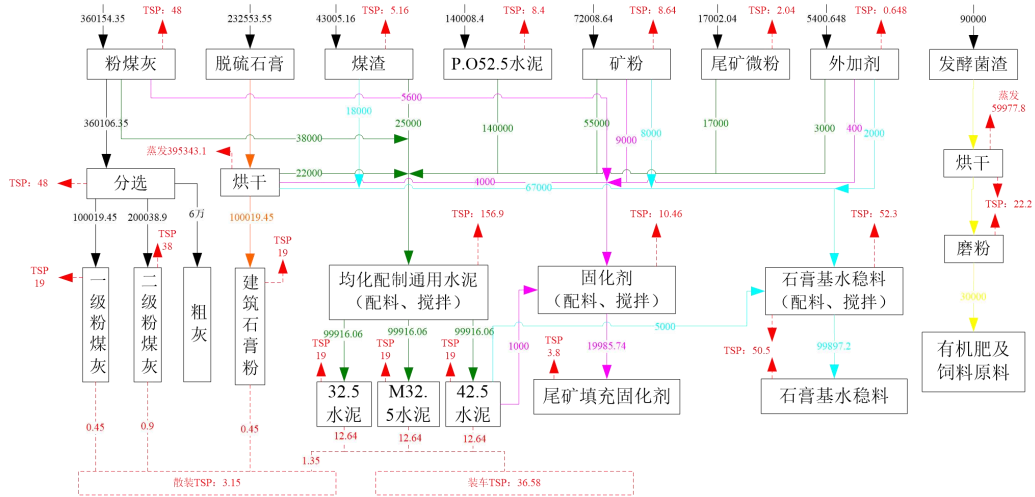 360154.35
TSP：48
232553.55
43005.16
TSP：5.16
140008.4
TSP：8.4
72008.64
TSP：8.64
17002.04
TSP：2.04
5400.648
TSP：0.648
90000
粉煤灰
脱硫石膏
煤渣
P.O52.5水泥
矿粉
尾矿微粉
外加剂
发酵菌渣
5600
18000
25000
140000
55000
9000
8000
17000
3000
400
2000
蒸发
59977.8
360106.35
38000
蒸发395343.1
烘干
TSP：48
分选
烘干
22000
4000
67000
TSP：22.2
100019.45
200038.9
6万
100019.45
TSP
38
TSP
19
TSP：156.9
TSP：10.46
TSP：52.3
磨粉
TSP
19
一级粉煤灰
二级粉煤灰
粗灰
建筑石膏粉
均化配制通用水泥
（配料、搅拌）
固化剂
（配料、搅拌）
石膏基水稳料
（配料、搅拌）
30000
99916.06
99916.06
99916.06
1000
5000
19985.74
99897.2
TSP
19
TSP
19
TSP
19
TSP
3.8
TSP：50.5
有机肥及
饲料原料
32.5
水泥
M32.
5水泥
42.5
水泥
尾矿填充固化剂
石膏基水稳料
0.45
0.9
0.45
12.64
12.64
12.64
1.35
散装TSP：3.15
装车TSP：36.58